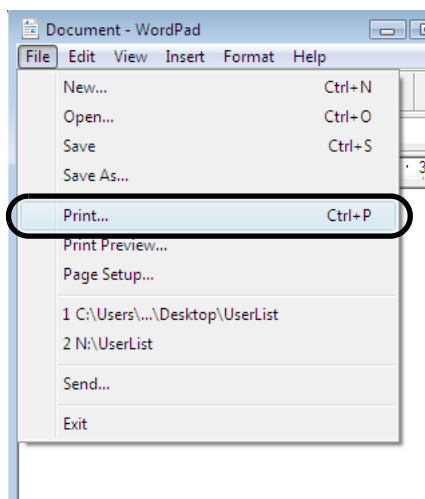 Document - WordPad
File Edit View Insert Format Help
New... Ctrl+N
Open... Ctrl+O
Save Ctrl+S
Save As...
3
Print... Ctrl+P
Print Preview...
Page Setup...
1 C:\Users\...\Desktop\UserList
2 N:\UserList
Send...
Exit